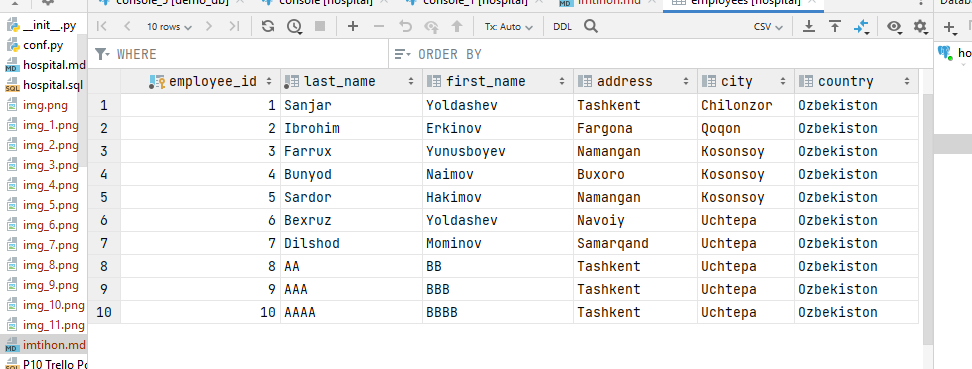 console_5 [demo_db] console [hospital] console_1 [hospital] imtihon.md employees [hospital] Datab
10 rows Tx: Auto DDL CSV
WHERE ORDER BY
employee_id last_name first_name address city country
1 1 Sanjar Yoldashev Tashkent Chilonzor Ozbekiston
2 2 Ibrohim Erkinov Fargona Qoqon Ozbekiston
3 3 Farrux Yunusboyev Namangan Kosonsoy Ozbekiston
4 4 Bunyod Naimov Buxoro Kosonsoy Ozbekiston
5 5 Sardor Hakimov Namangan Kosonsoy Ozbekiston
6 6 Bexruz Yoldashev Navoiy Uchtepa Ozbekiston
7 7 Dilshod Mominov Samarqand Uchtepa Ozbekiston
8 8 AA BB Tashkent Uchtepa Ozbekiston
9 9 AAA BBB Tashkent Uchtepa Ozbekiston
10 10 AAAA BBBB Tashkent Uchtepa Ozbekiston
__init__.py
conf.py
MD hospital.md
SQL hospital.sql
img.png
img_1.png
img_2.png
img_3.png
img_4.png
img_5.png
img_6.png
img_7.png
img_8.png
img_9.png
img_10.png
img_11.png
MD imtihon.md
SQL P10 Trello Po
ho